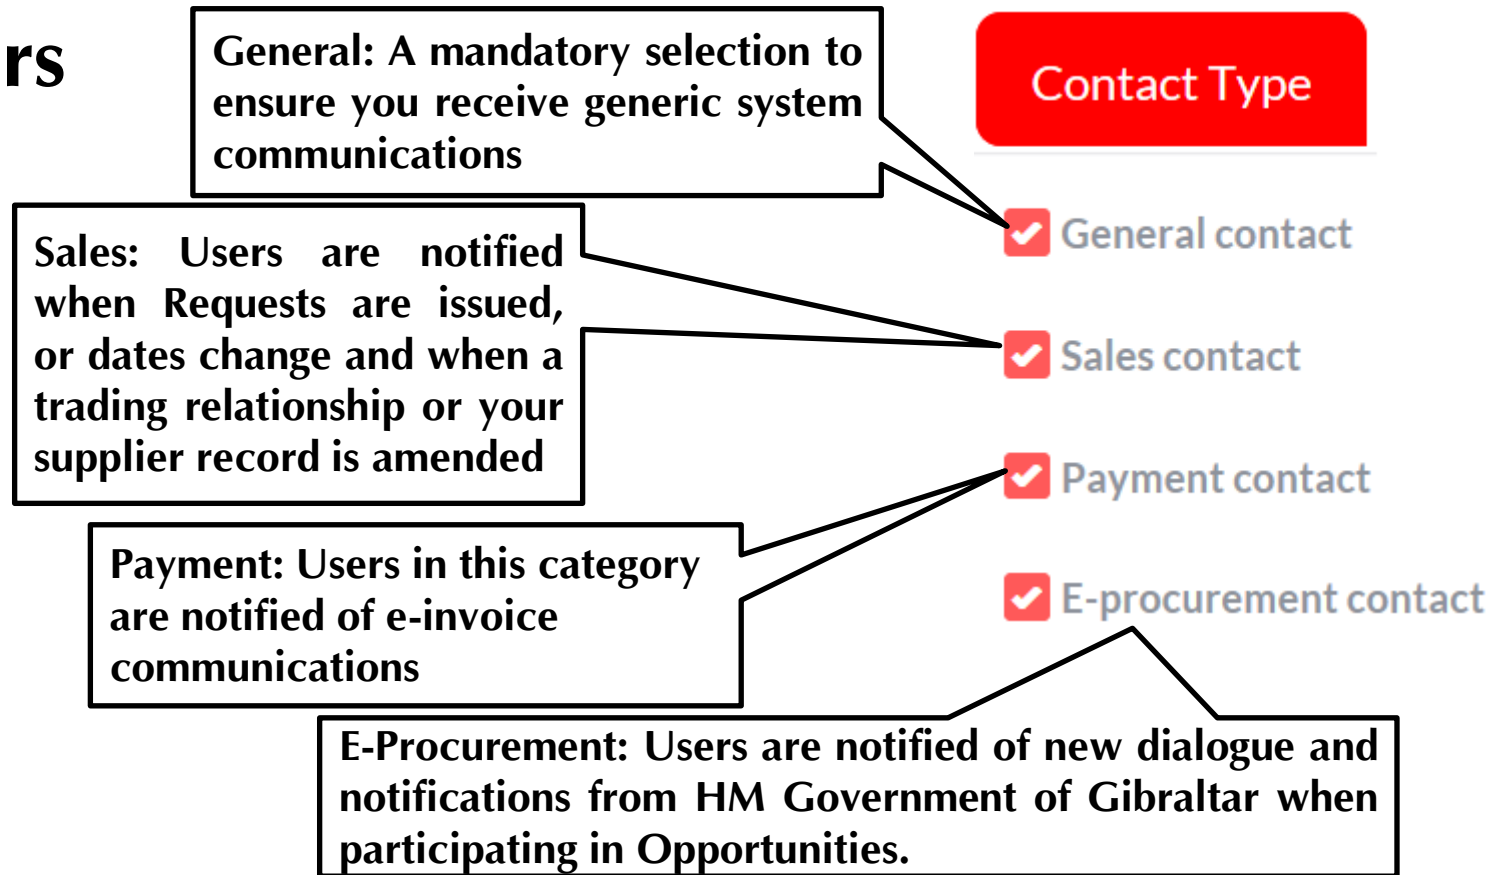 rs
General: A mandatory selection to
ensure you receive generic system
communications
Contact Type
General contact
Sales: Users are notified
when Requests are issued,
or dates change and when a
trading relationship or your
supplier record is amended
Sales contact
Payment contact
Payment: Users in this category
are notified of e-invoice
communications
E-procurement contact
E-Procurement: Users are notified of new dialogue and
notifications from HM Government of Gibraltar when
participating in Opportunities.